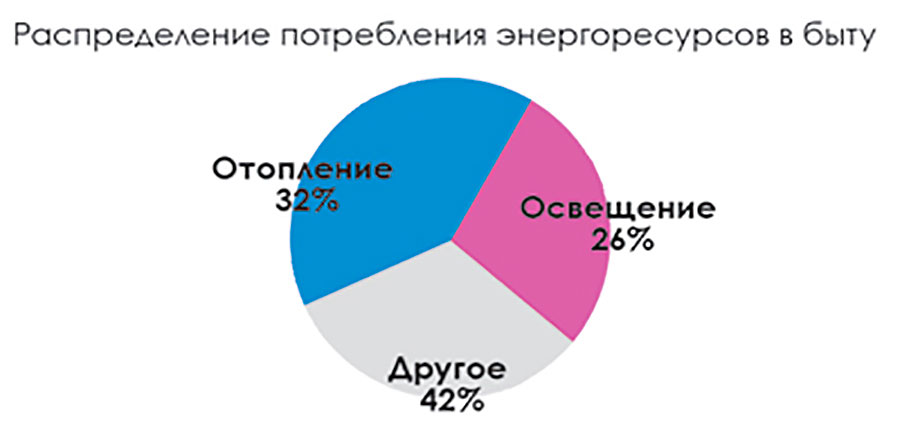 Распределение потребления энергоресурсов в быту
Отопление
32%
Освещение
26%
Другое
42%